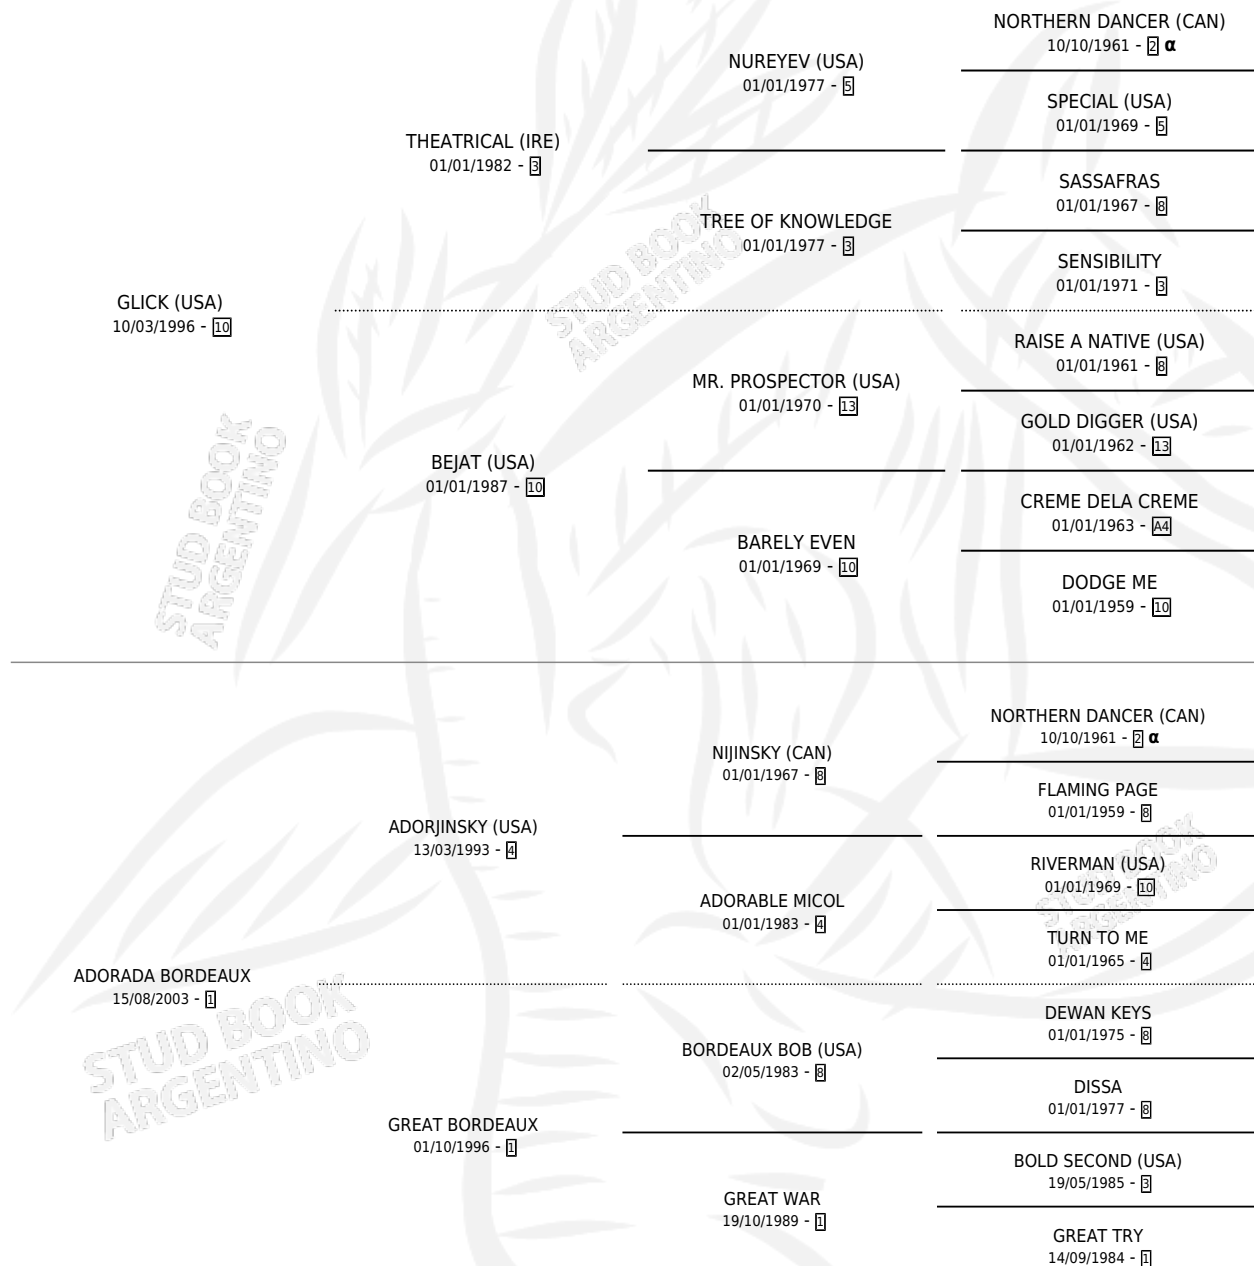 NORTHERN DANCER (CAN)
10/10/1961 - 2 α
NUREYEV (USA)
01/01/1977 - 5
SPECIAL (USA)
01/01/1969 - 5
THEATRICAL (IRE)
01/01/1982 - 3
SASSAFRAS
01/01/1967 - 8
TREE OF KNOWLEDGE
01/01/1977 - 3
SENSIBILITY
01/01/1971 - 3
GLICK (USA)
10/03/1996 - 10
RAISE A NATIVE (USA)
01/01/1961 - 8
MR. PROSPECTOR (USA)
01/01/1970 - 13
GOLD DIGGER (USA)
01/01/1962 - 13
BEJAT (USA)
01/01/1987 - 10
CREME DELA CREME
01/01/1963 - A4
BARELY EVEN
01/01/1969 - 10
DODGE ME
01/01/1959 - 10
NORTHERN DANCER (CAN)
10/10/1961 - 2 α
NIJINSKY (CAN)
01/01/1967 - 8
FLAMING PAGE
01/01/1959 - 8
ADORJINSKY (USA)
13/03/1993 - 4
RIVERMAN (USA)
01/01/1969 - 10
ADORABLE MICOL
01/01/1983 - 4
TURN TO ME
01/01/1965 - 4
ADORADA BORDEAUX
15/08/2003 - 1
DEWAN KEYS
01/01/1975 - 8
BORDEAUX BOB (USA)
02/05/1983 - 8
DISSA
01/01/1977 - 8
GREAT BORDEAUX
01/10/1996 - 1
BOLD SECOND (USA)
19/05/1985 - 3
GREAT WAR
19/10/1989 - 1
GREAT TRY
14/09/1984 - 1
STUD BOOK
ARGENTINO
STUD BOOK
ARGENTINO
STUD BOOK
ARGENTINO
STUD BOOK
ARGENTINO